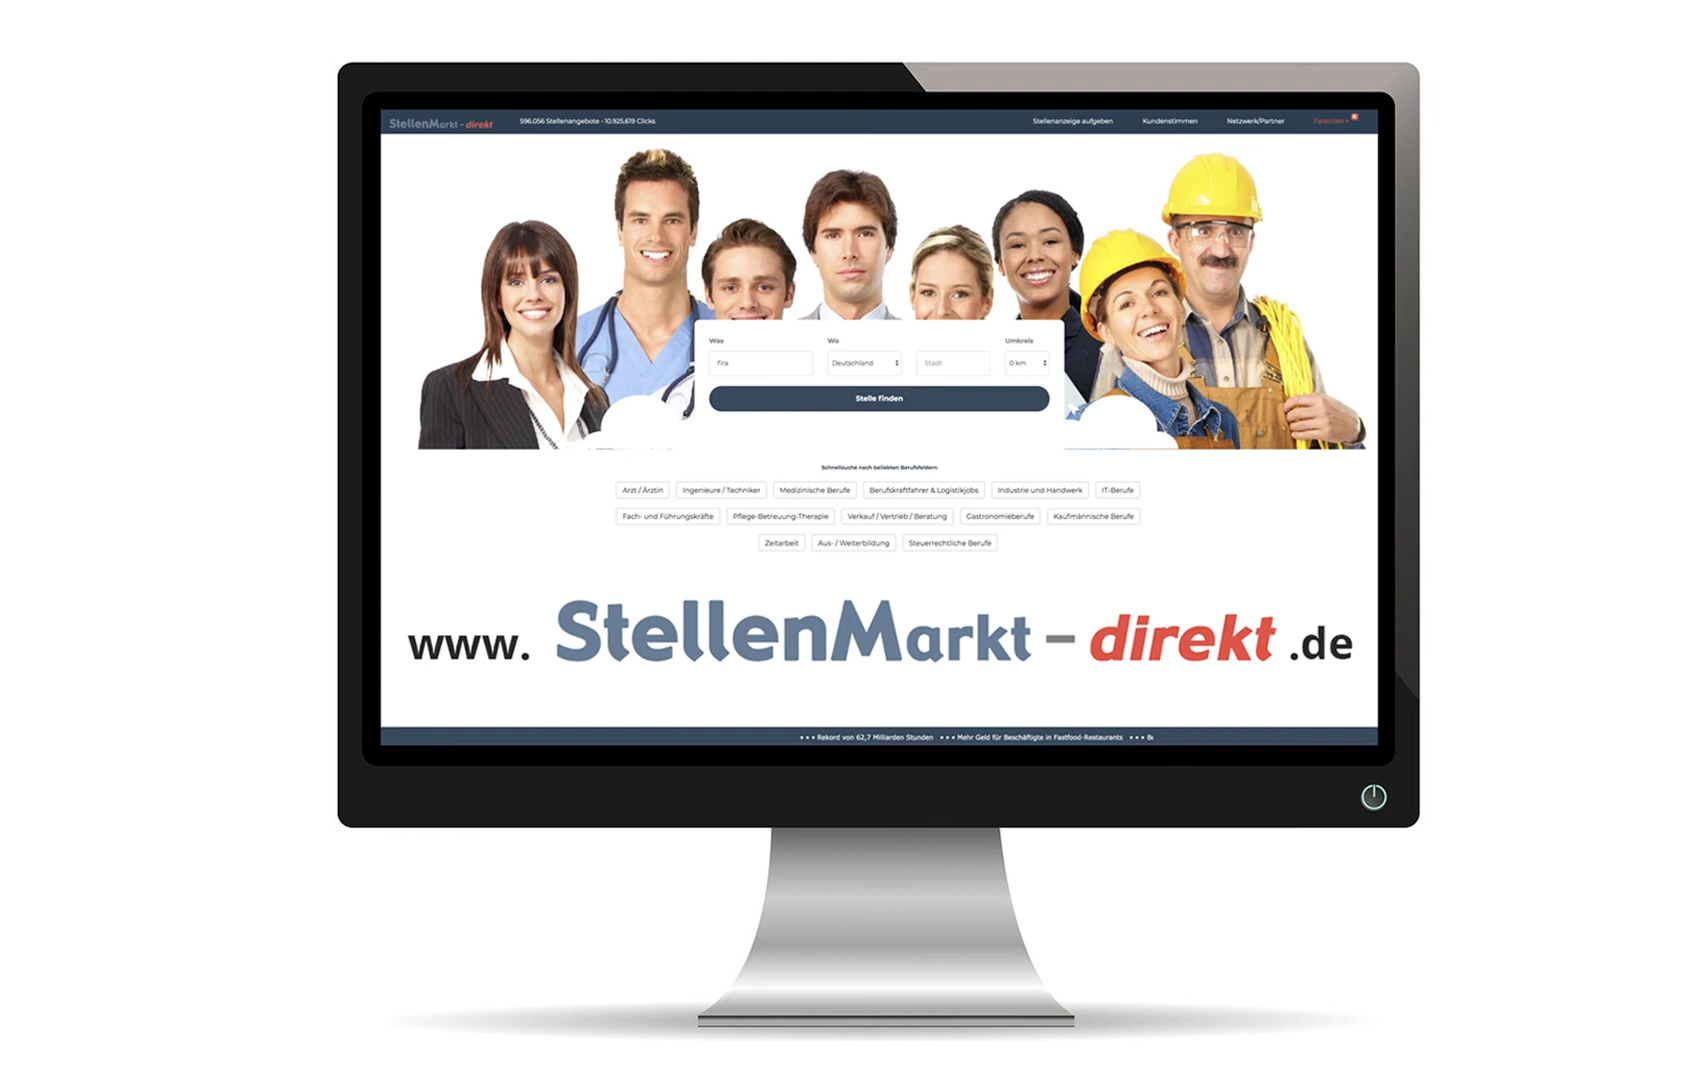 StellenMarkt - direkt 596.056 Stellenangebote - 10.925.619 Clicks Stellenanzeige aufgeben Kundenstimmen Netzwerk/Partner Favoriten
Was Wo Umkreis
fira Deutschland Stadt 0 km
Stelle finden
Schnellsuche nach beliebten Berufsfeldern
Arzt / Ärztin Ingenieure / Techniker Medizinische Berufe Berufskraftfahrer & Logistikjobs Industrie und Handwerk IT-Berufe
Fach- und Führungskräfte Pflege-Betreuung-Therapie Verkauf / Vertrieb / Beratung Gastronomieberufe Kaufmännische Berufe
Zeitarbeit Aus- / Weiterbildung Steuerrechtliche Berufe
www. StellenMarkt - direkt .de
••• Rekord von 62,7 Milliarden Stunden ••• Mehr Geld für Beschäftigte in Fastfood-Restaurants •••